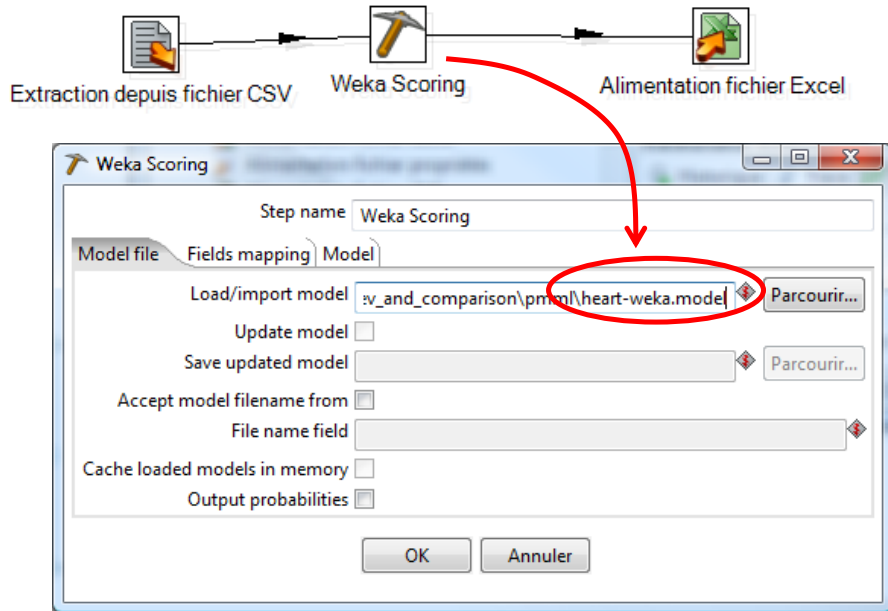 Extraction depuis fichier CSV
Weka Scoring
Alimentation fichier Excel
Weka Scoring
Step name Weka Scoring
Model file Fields mapping Model
Load/import model ev_and_comparison\pmml\heart-weka.model Parcourir...
Update model
Save updated model Parcourir...
Accept model filename from
File name field
Cache loaded models in memory
Output probabilities
OK Annuler